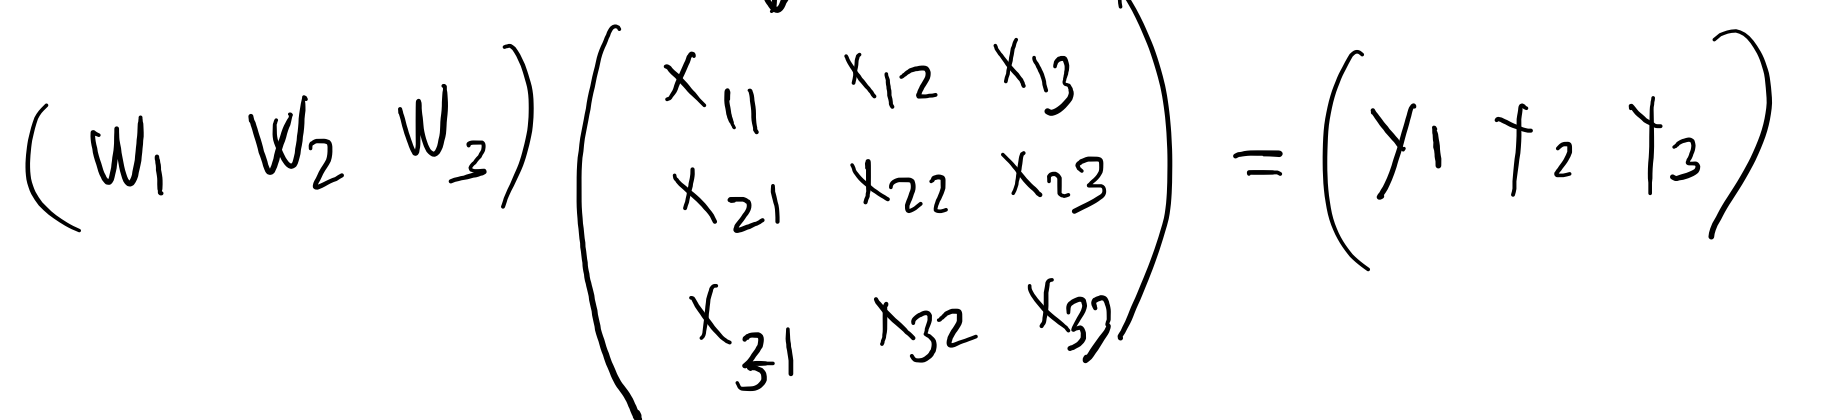 (W1 W2 W3) (x11 x12 x13
x21 x22 x23
x31 x32 x33) = (y1 y2 y3)